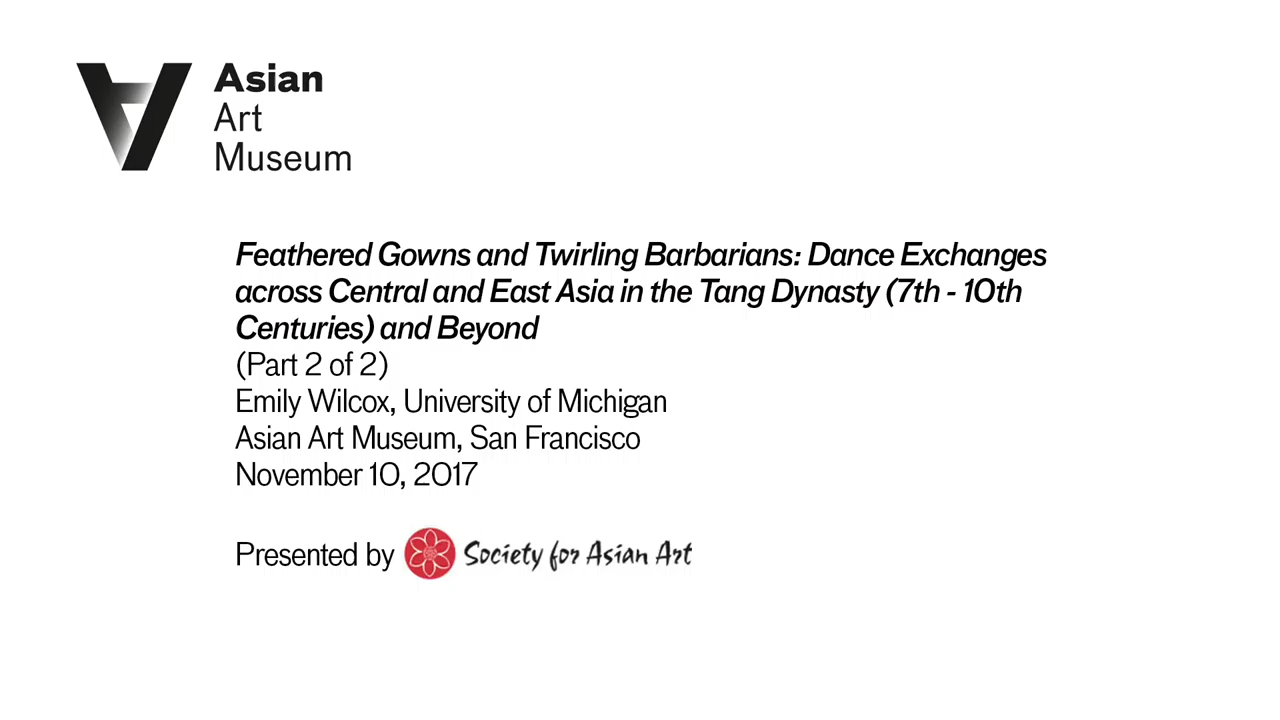 Asian
Art
Museum
Feathered Gowns and Twirling Barbarians: Dance Exchanges
across Central and East Asia in the Tang Dynasty (7th - 10th
Centuries) and Beyond
(Part 2 of 2)
Emily Wilcox, University of Michigan
Asian Art Museum, San Francisco
November 10, 2017
Presented by Society for Asian Art